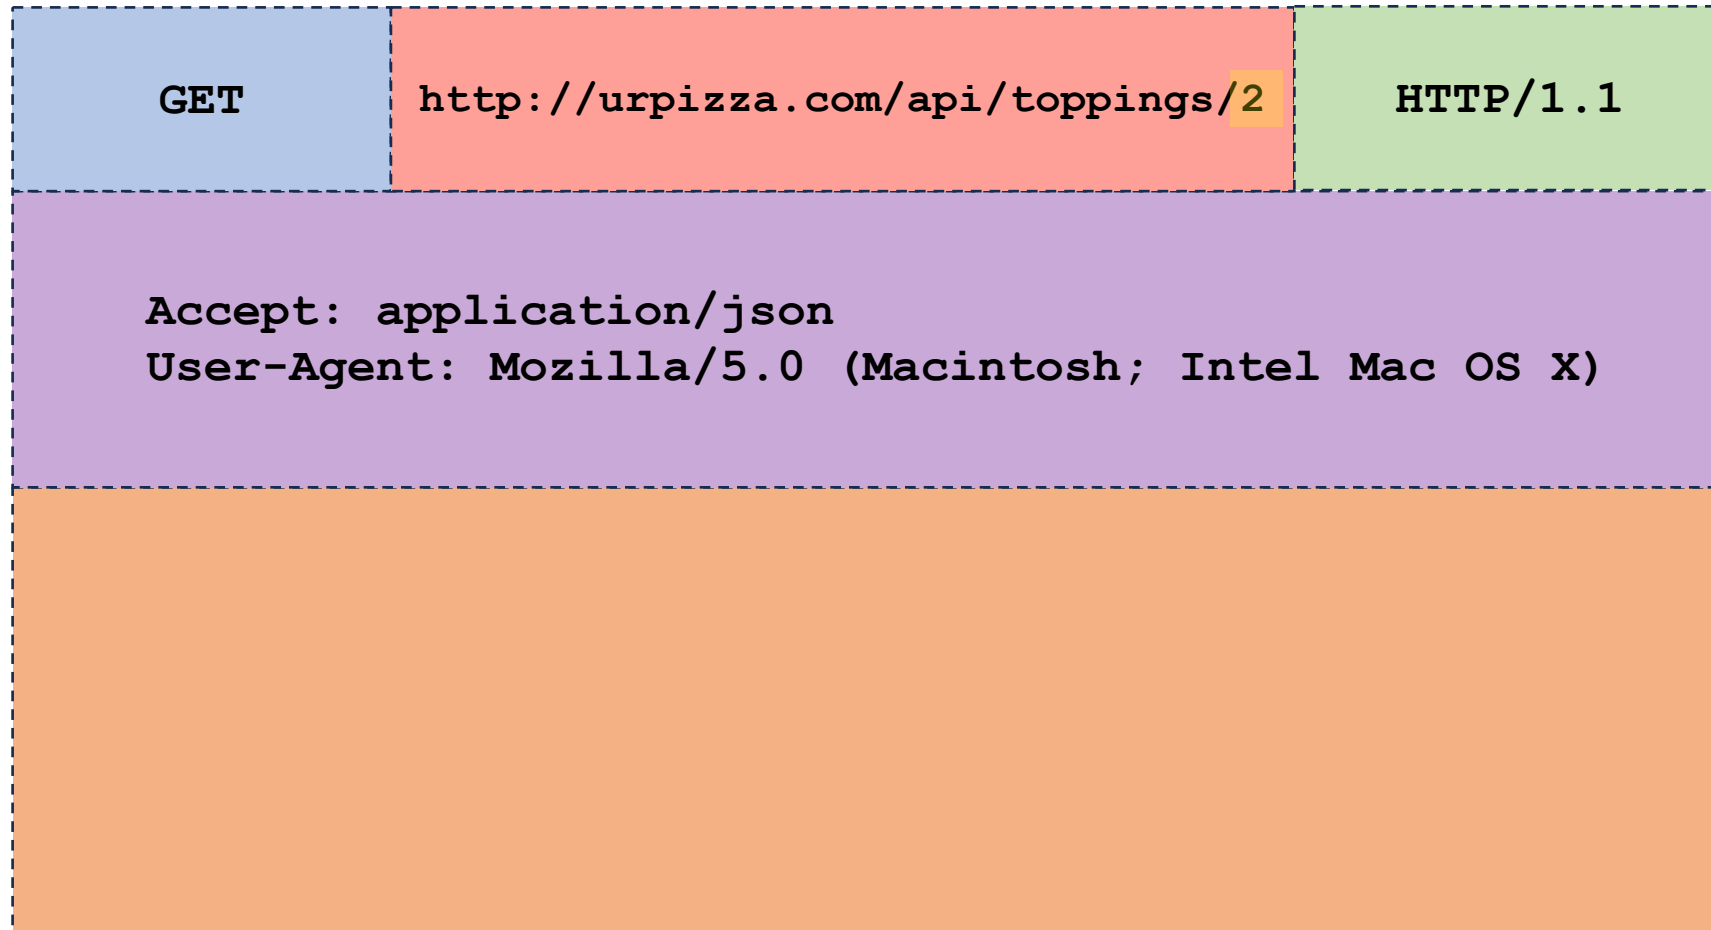 GET http://urpizza.com/api/toppings/2 HTTP/1.1
Accept: application/json
User-Agent: Mozilla/5.0 (Macintosh; Intel Mac OS X)